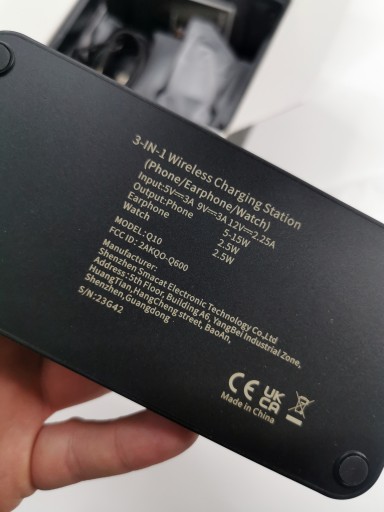 3-IN-1 Wireless Charging Station
(Phone/Earphone/Watch)
Input:5V⎓3A 9V⎓3A 12V⎓2.25A
Output:Phone 5-15W
Earphone 2.5W
Watch 2.5W
MODEL: Q10
FCC ID: 2AKQO-Q600
Manufacturer:
Shenzhen Smacat Electronic Technology Co.,Ltd
Address:5th Floor, Building A6, YangBei Industrial Zone,
HuangTian,HangCheng street, BaoAn,
Shenzhen,Guangdong
S/N:23G42
CE UK CA
Made in China